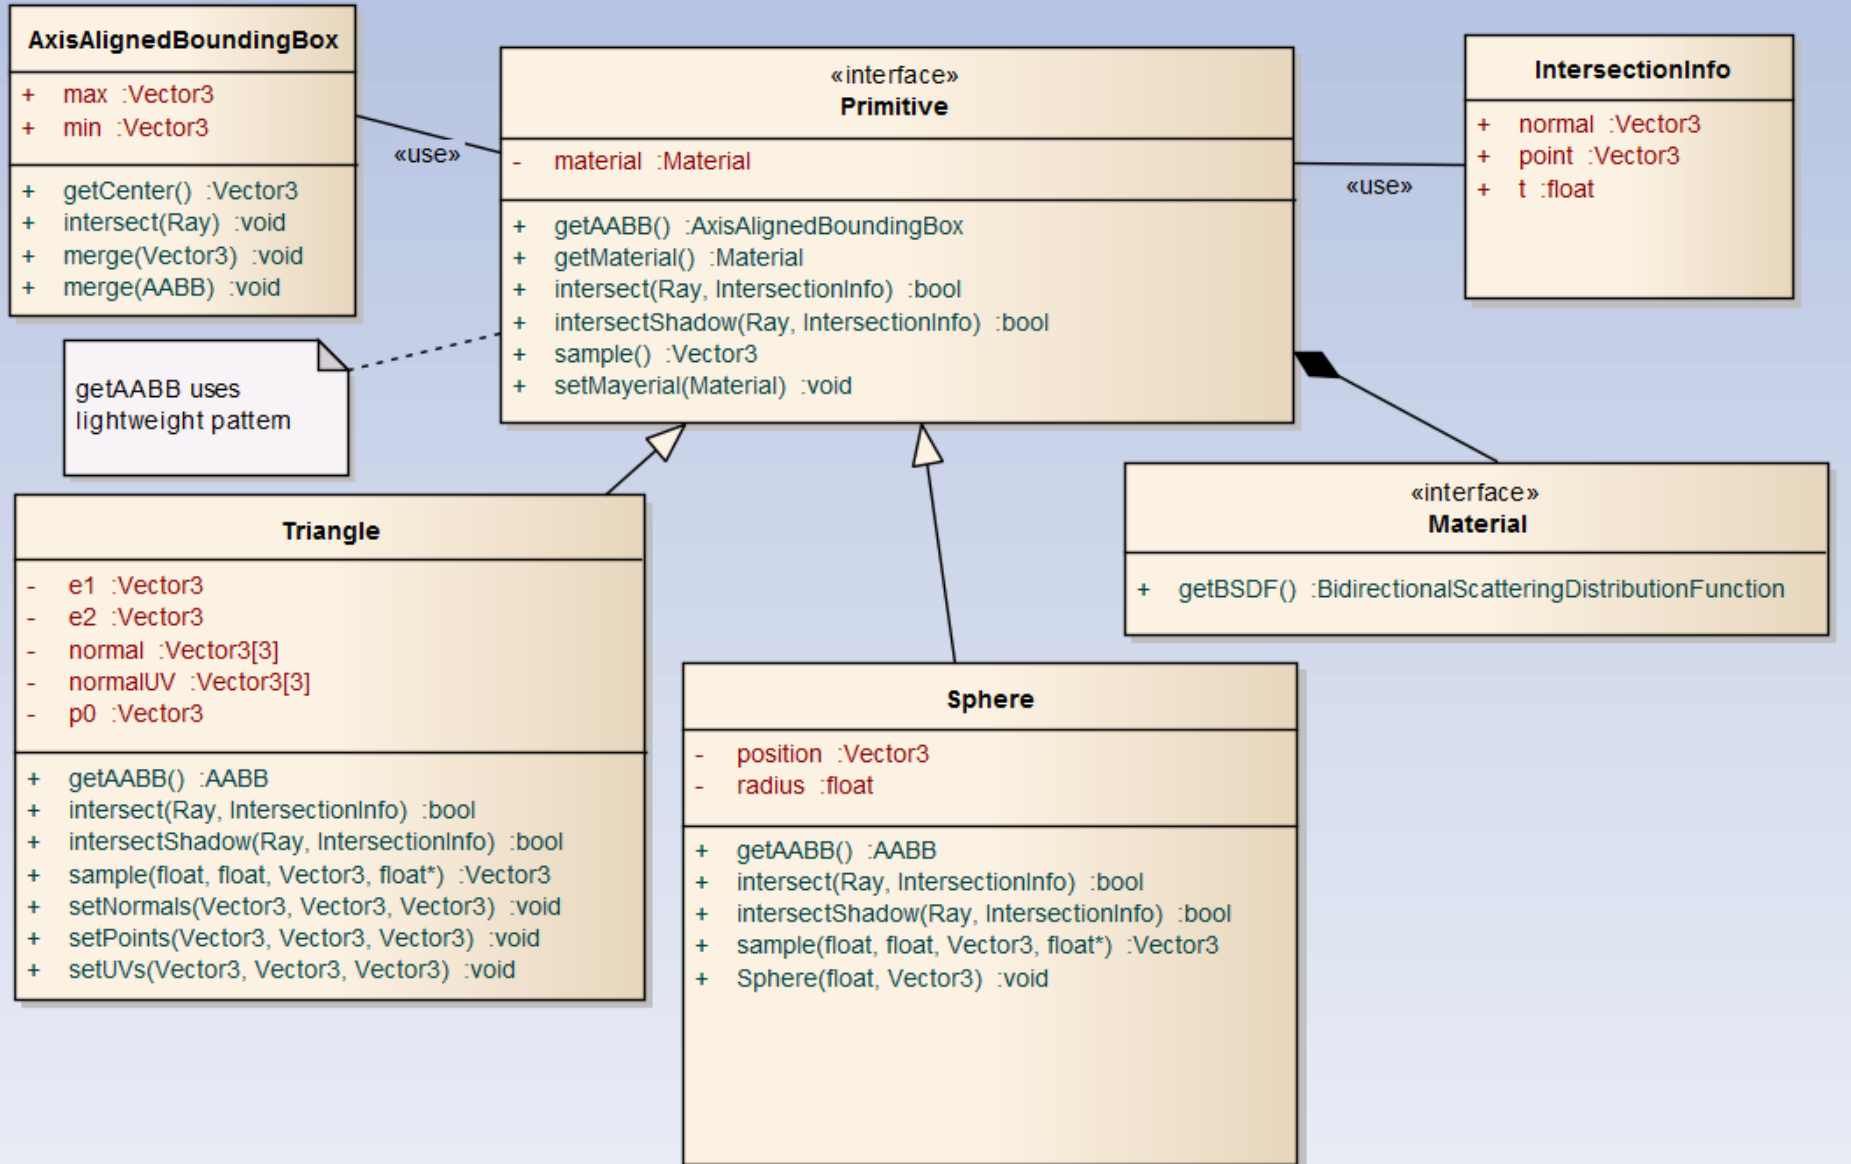 AxisAlignedBoundingBox
+ max :Vector3
+ min :Vector3
+ getCenter() :Vector3
+ intersect(Ray) :void
+ merge(Vector3) :void
+ merge(AABB) :void
«use»
«interface»
Primitive
- material :Material
+ getAABB() :AxisAlignedBoundingBox
+ getMaterial() :Material
+ intersect(Ray, IntersectionInfo) :bool
+ intersectShadow(Ray, IntersectionInfo) :bool
+ sample() :Vector3
+ setMayerial(Material) :void
«use»
IntersectionInfo
+ normal :Vector3
+ point :Vector3
+ t :float
getAABB uses
lightweight pattern
«interface»
Material
+ getBSDF() :BidirectionalScatteringDistributionFunction
Triangle
- e1 :Vector3
- e2 :Vector3
- normal :Vector3[3]
- normalUV :Vector3[3]
- p0 :Vector3
+ getAABB() :AABB
+ intersect(Ray, IntersectionInfo) :bool
+ intersectShadow(Ray, IntersectionInfo) :bool
+ sample(float, float, Vector3, float*) :Vector3
+ setNormals(Vector3, Vector3, Vector3) :void
+ setPoints(Vector3, Vector3, Vector3) :void
+ setUVs(Vector3, Vector3, Vector3) :void
Sphere
- position :Vector3
- radius :float
+ getAABB() :AABB
+ intersect(Ray, IntersectionInfo) :bool
+ intersectShadow(Ray, IntersectionInfo) :bool
+ sample(float, float, Vector3, float*) :Vector3
+ Sphere(float, Vector3) :void